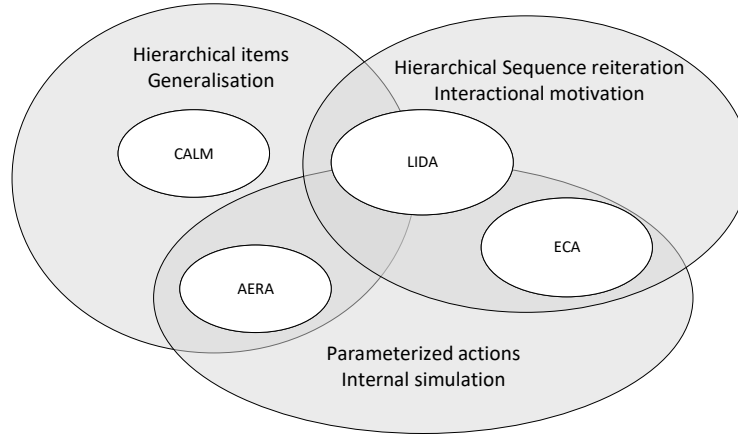 Hierarchical items
Generalisation
Hierarchical Sequence reiteration
Interactional motivation
CALM
LIDA
ECA
AERA
Parameterized actions
Internal simulation